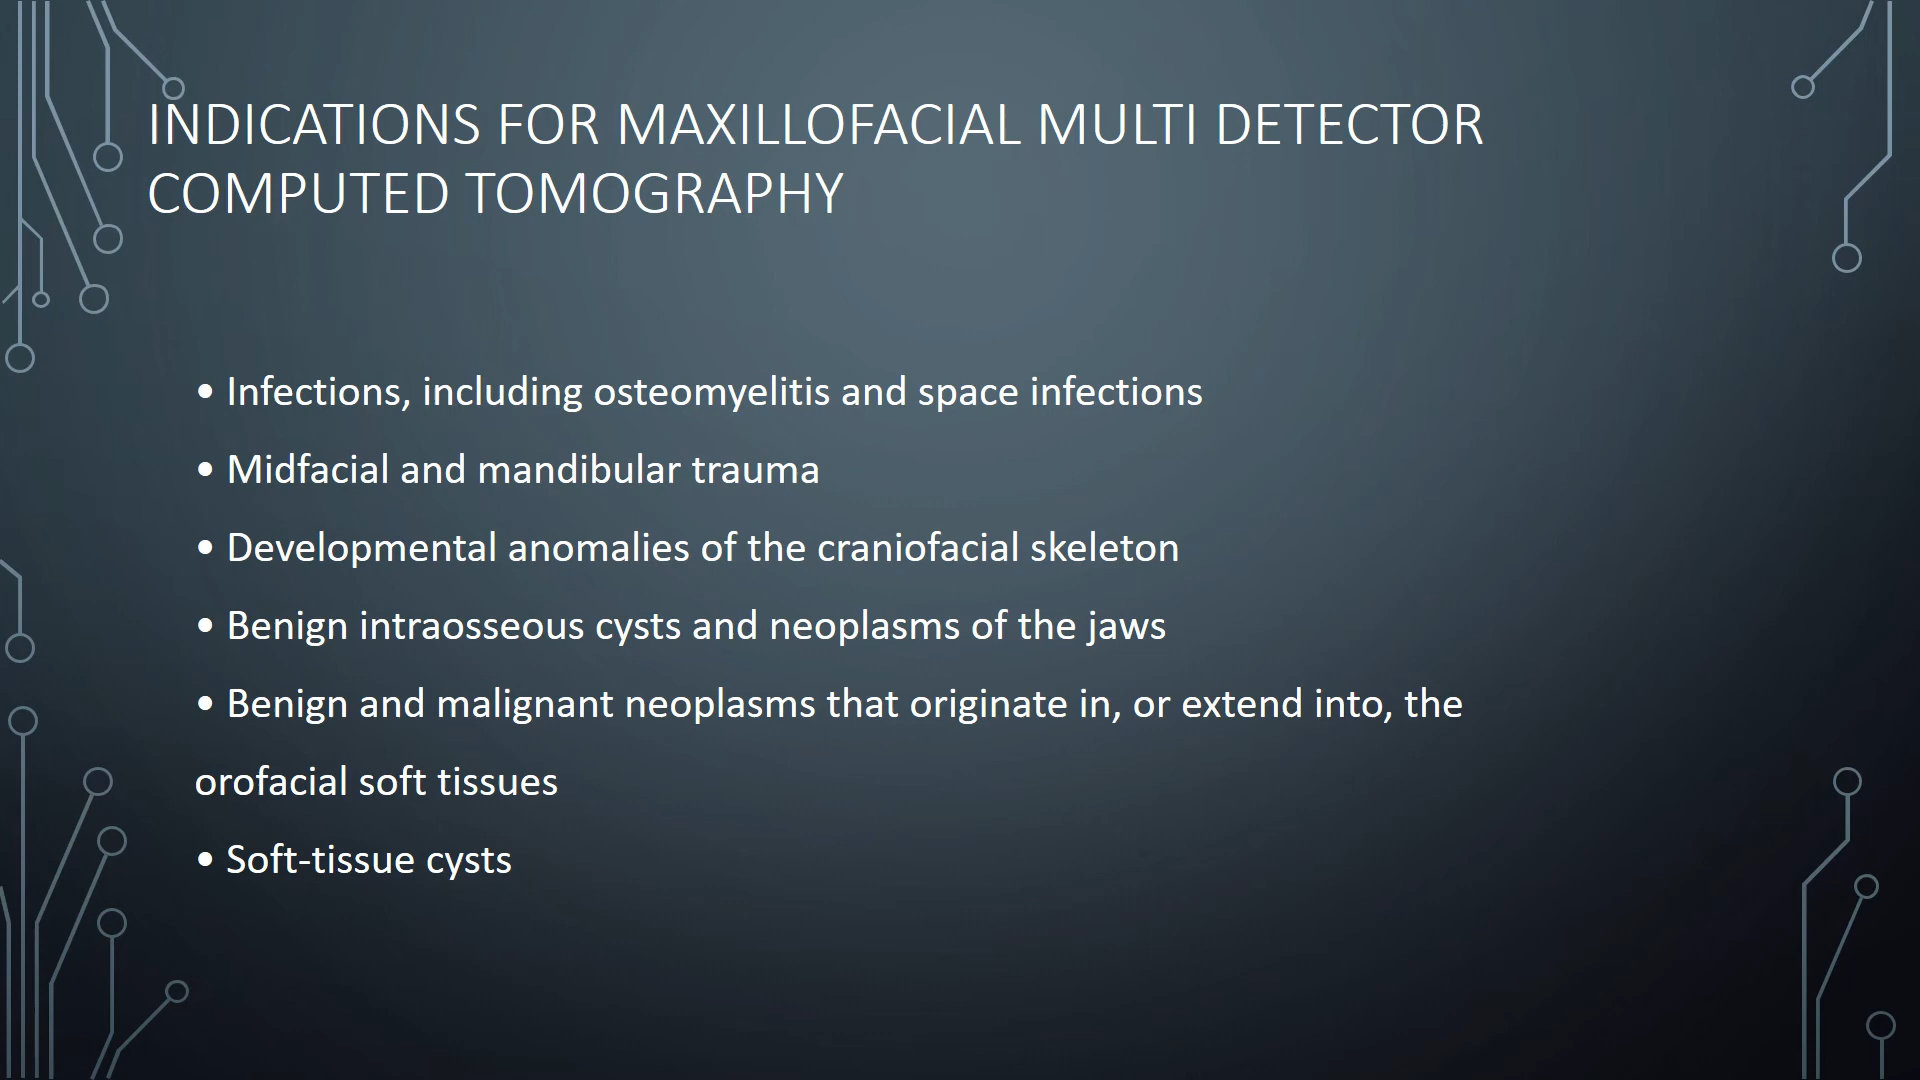 INDICATIONS FOR MAXILLOFACIAL MULTI DETECTOR
COMPUTED TOMOGRAPHY
• Infections, including osteomyelitis and space infections
• Midfacial and mandibular trauma
• Developmental anomalies of the craniofacial skeleton
• Benign intraosseous cysts and neoplasms of the jaws
• Benign and malignant neoplasms that originate in, or extend into, the
orofacial soft tissues
• Soft-tissue cysts